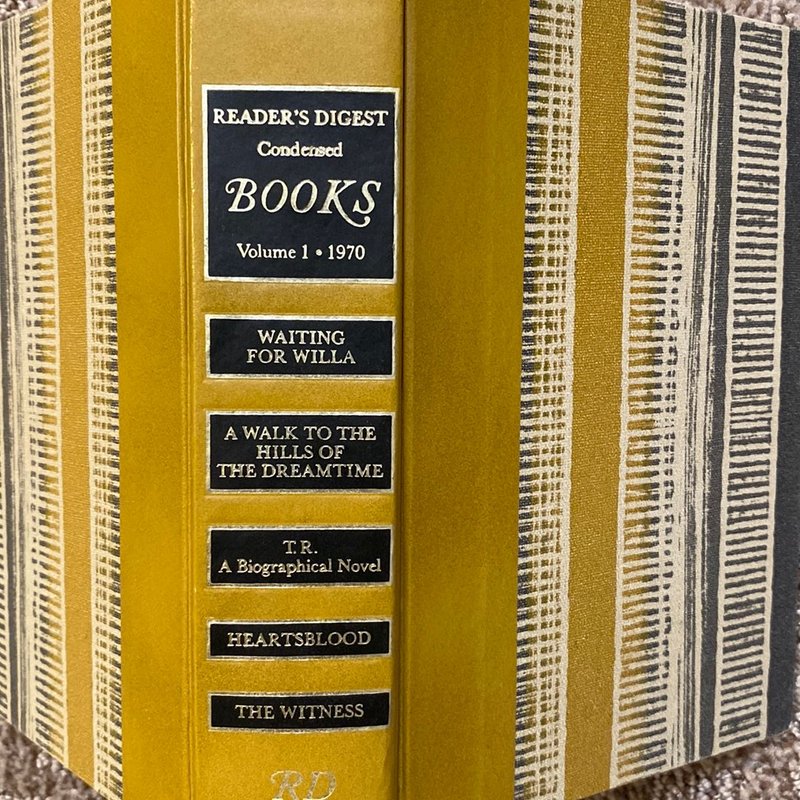 READER'S DIGEST
Condensed
BOOKS
Volume 1 • 1970
WAITING
FOR WILLA
A WALK TO THE
HILLS OF
THE DREAMTIME
T.R.
A Biographical Novel
HEARTSBLOOD
THE WITNESS
RD